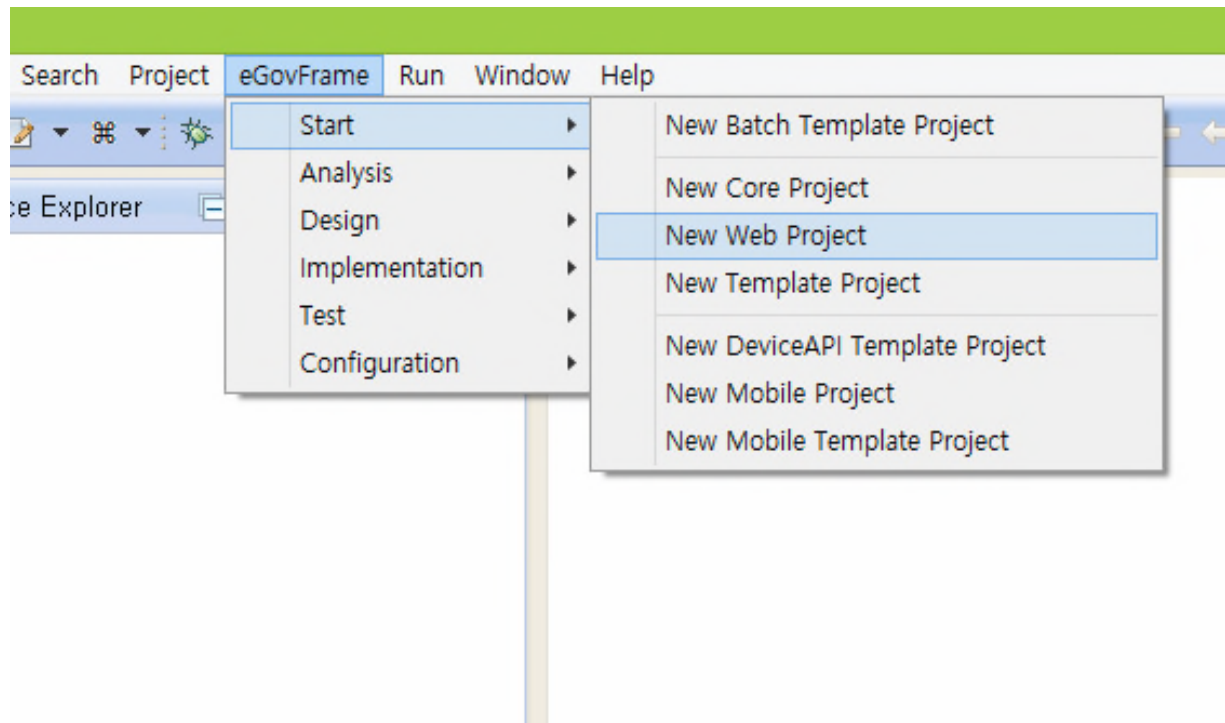 Search Project eGovFrame Run Window Help
ce Explorer
Start
Analysis
Design
Implementation
Test
Configuration
New Batch Template Project
New Core Project
New Web Project
New Template Project
New DeviceAPI Template Project
New Mobile Project
New Mobile Template Project